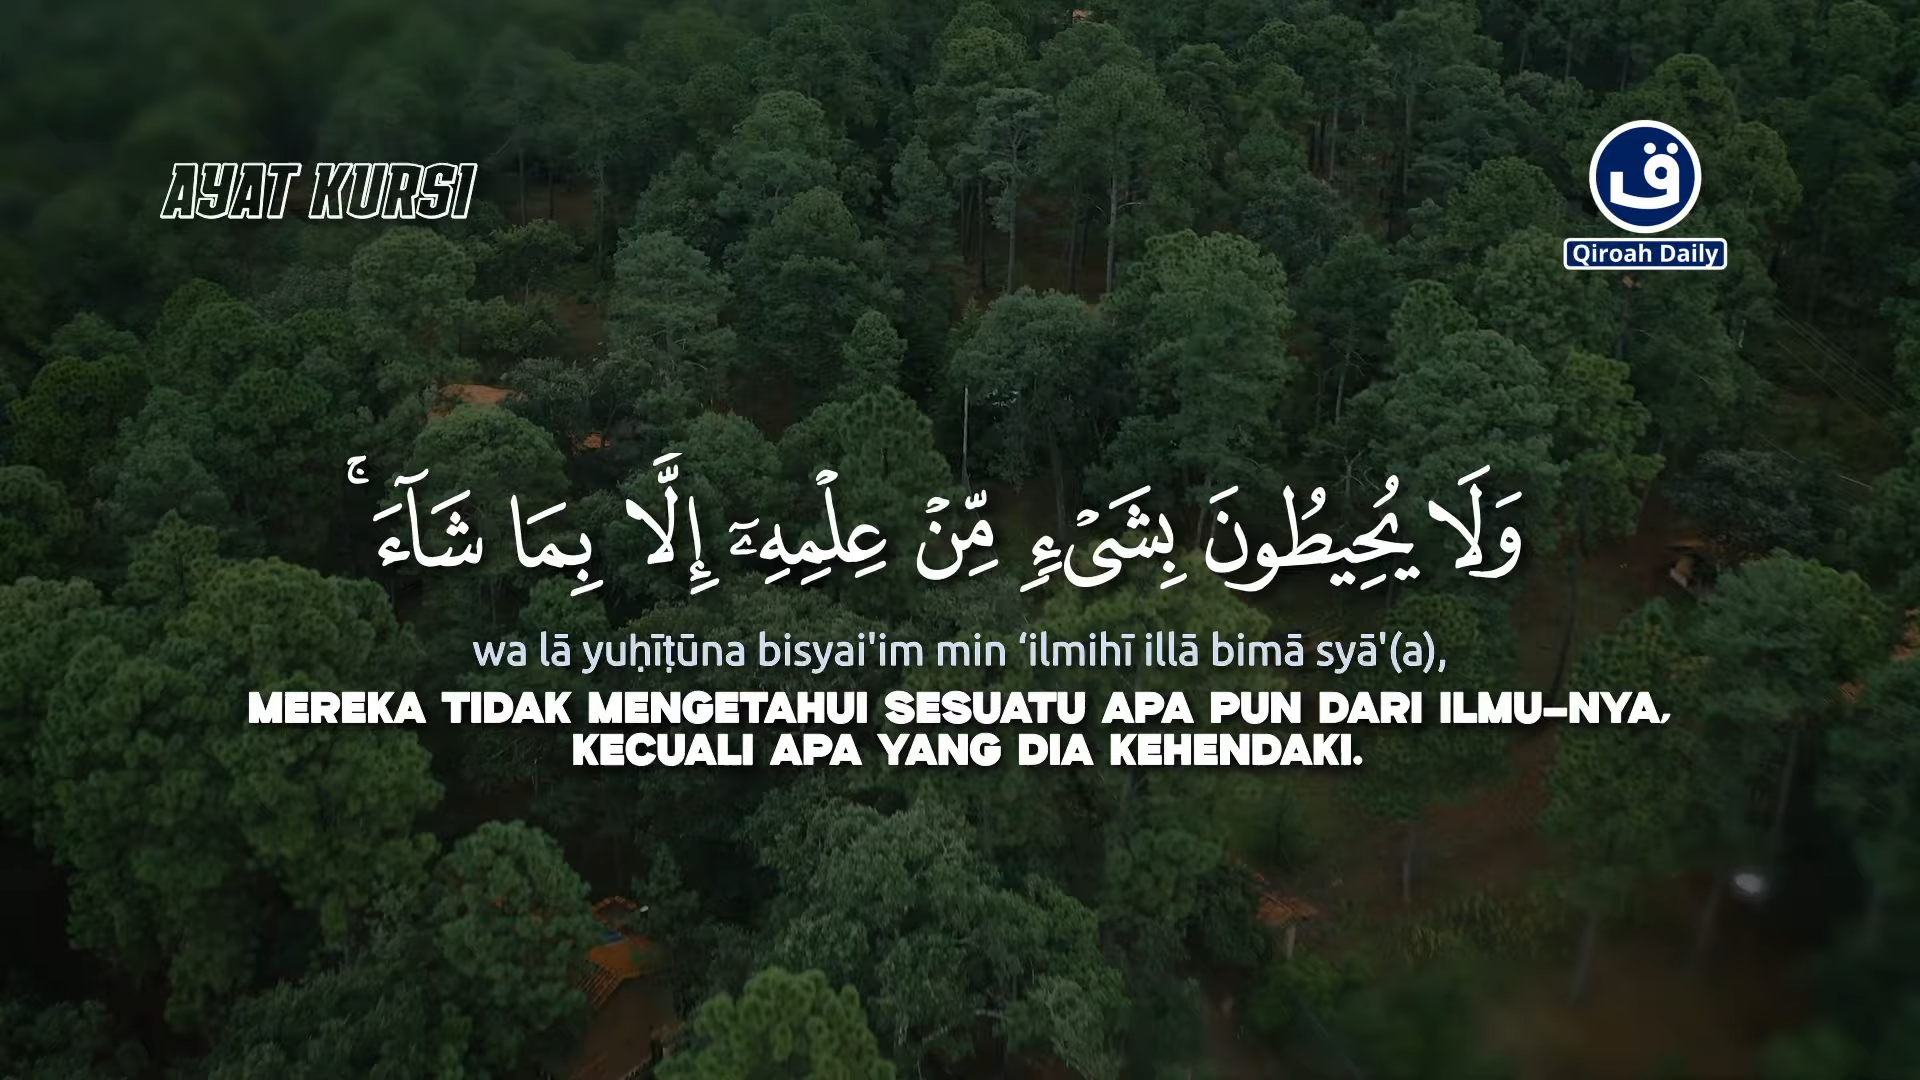 AYAT KURSI
ق
Qiroah Daily
وَلَا يُحِيطُونَ بِشَىْءٍ مِّنْ عِلْمِهِۦٓ إِلَّا بِمَا شَآءَ ۚ
wa lā yuḥīṭūna bisyai'im min ‘ilmihī illā bimā syā'(a),
MEREKA TIDAK MENGETAHUI SESUATU APA PUN DARI ILMU-NYA,
KECUALI APA YANG DIA KEHENDAKI.